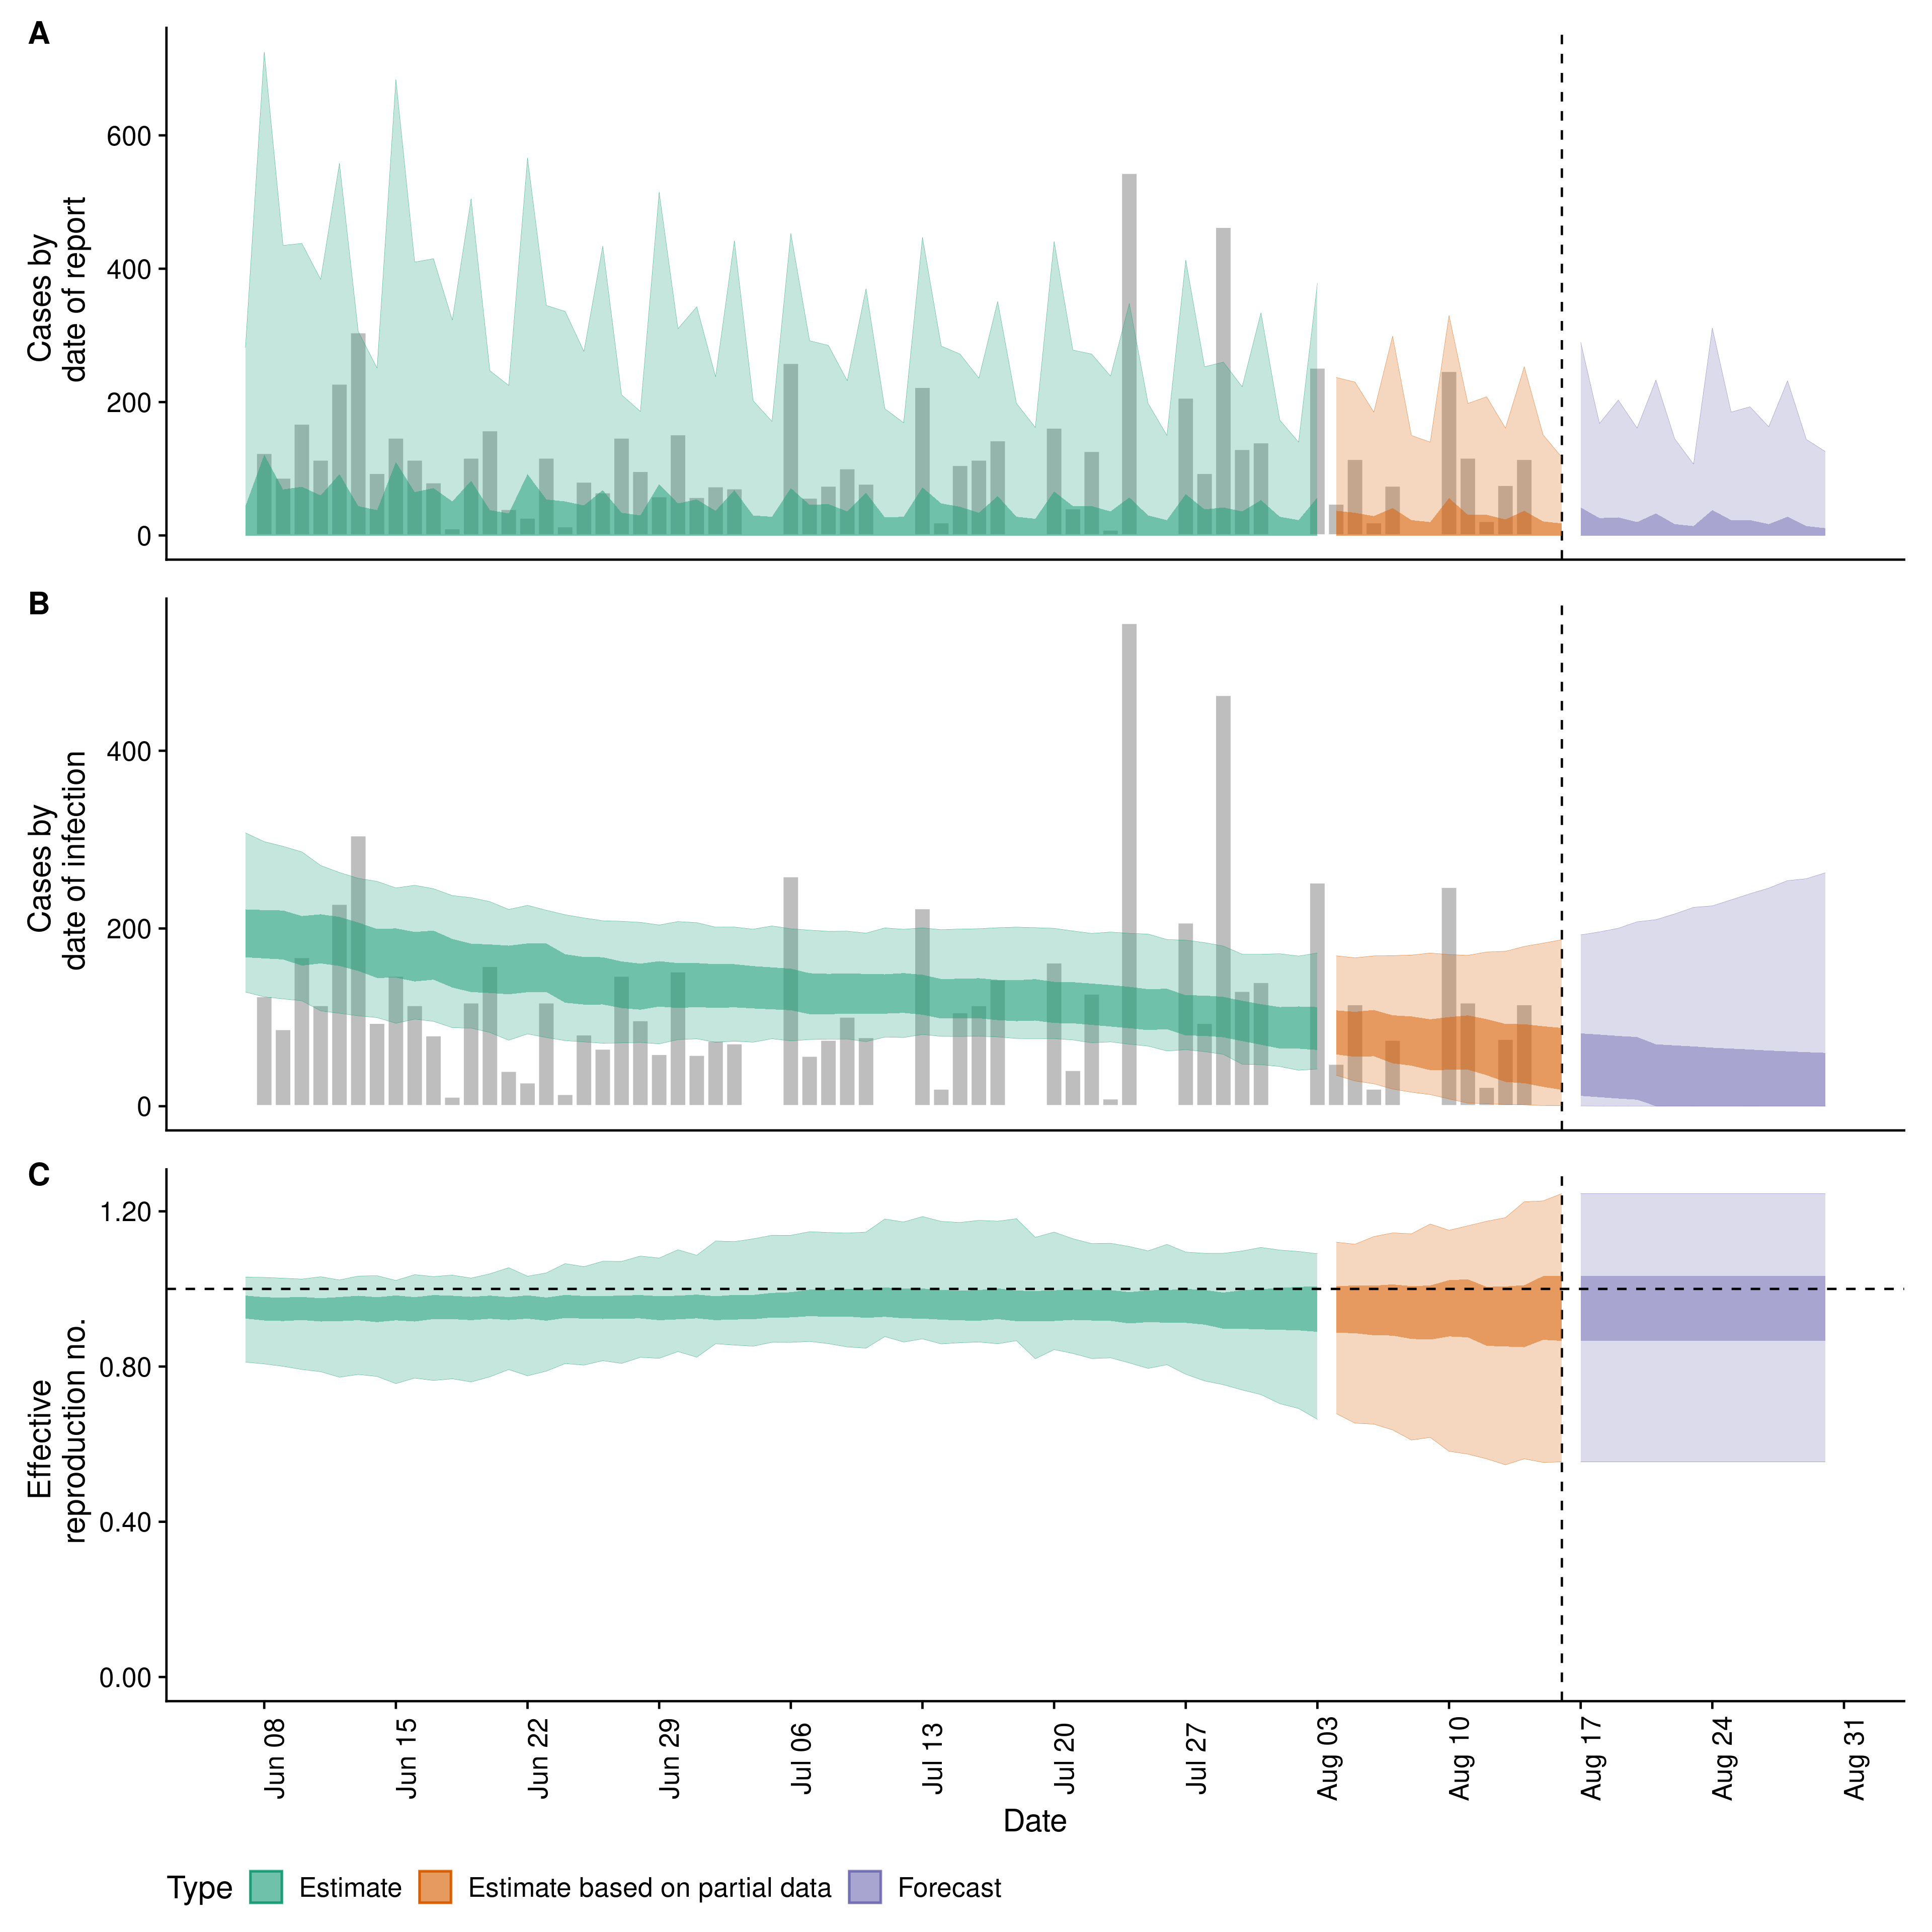 A
600
400
200
0
Cases by
date of report
B
400
200
0
Cases by
date of infection
C
1.20
0.80
0.40
0.00
Effective
reproduction no.
Jun 08
Jun 15
Jun 22
Jun 29
Jul 06
Jul 13
Jul 20
Jul 27
Aug 03
Aug 10
Aug 17
Aug 24
Aug 31
Date
Type Estimate Estimate based on partial data Forecast